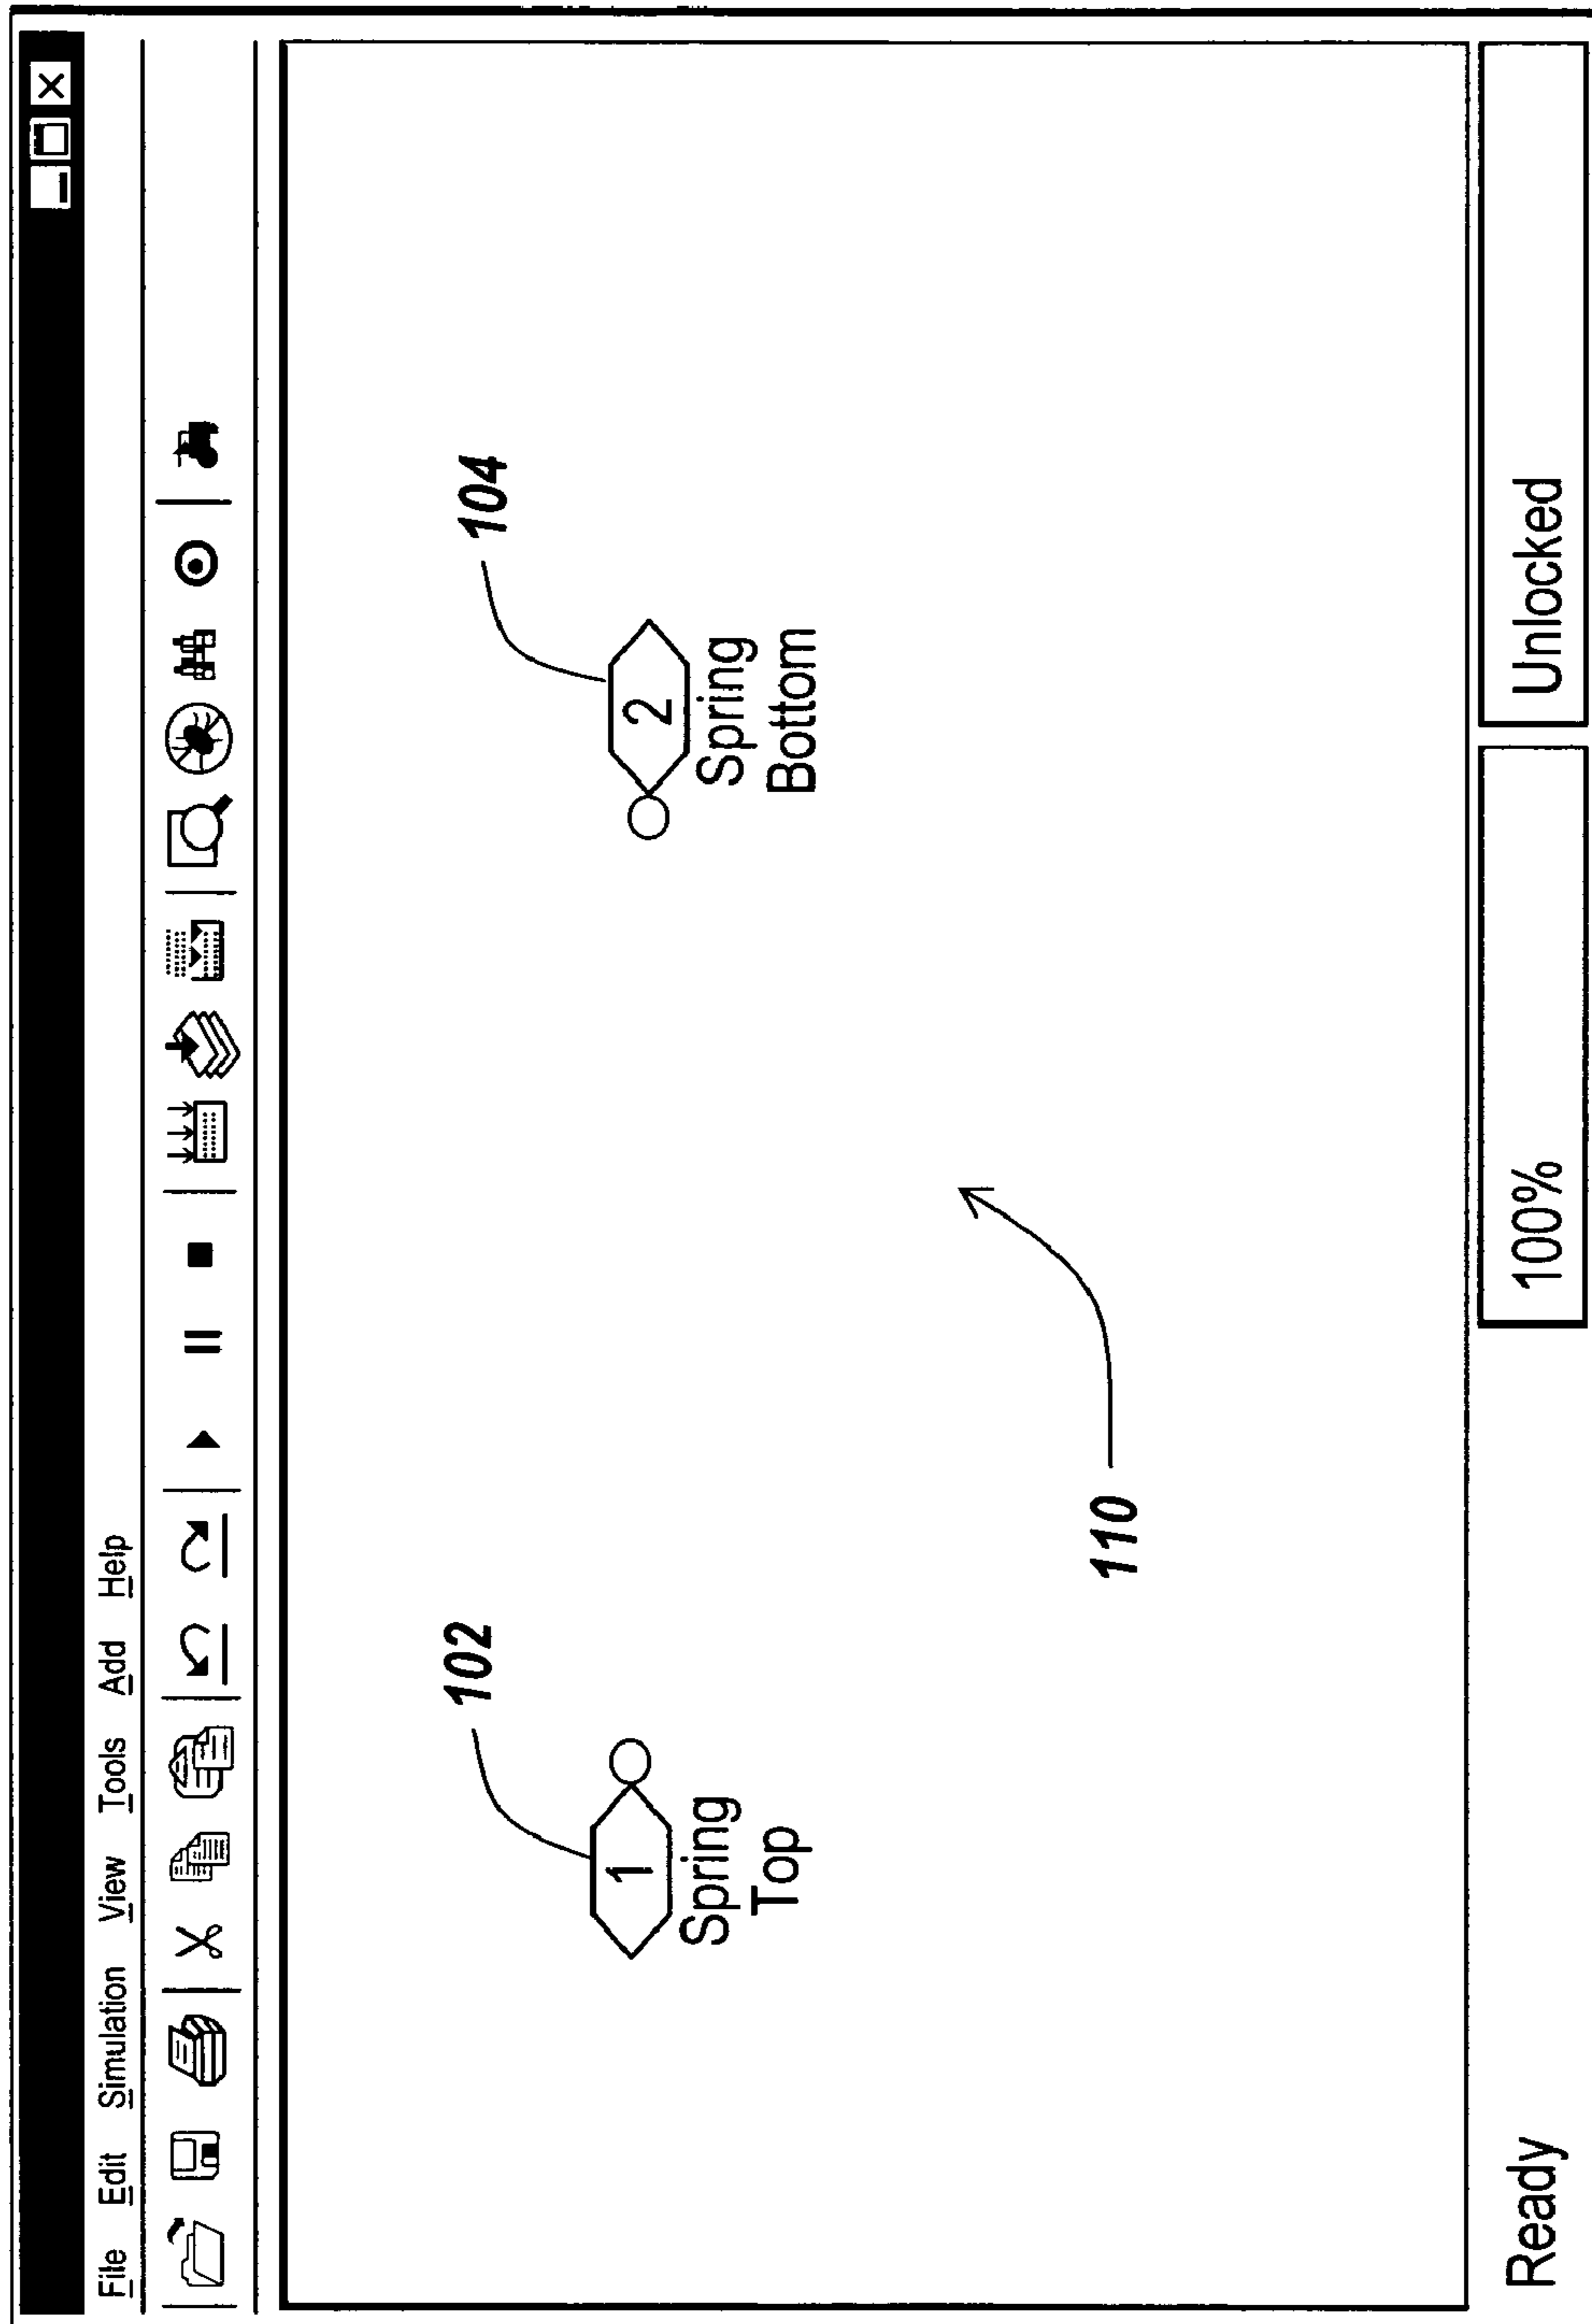 File Edit Simulation View Tools Add Help
102
1
Spring
Top
104
2
Spring
Bottom
110
Ready
100%
Unlocked